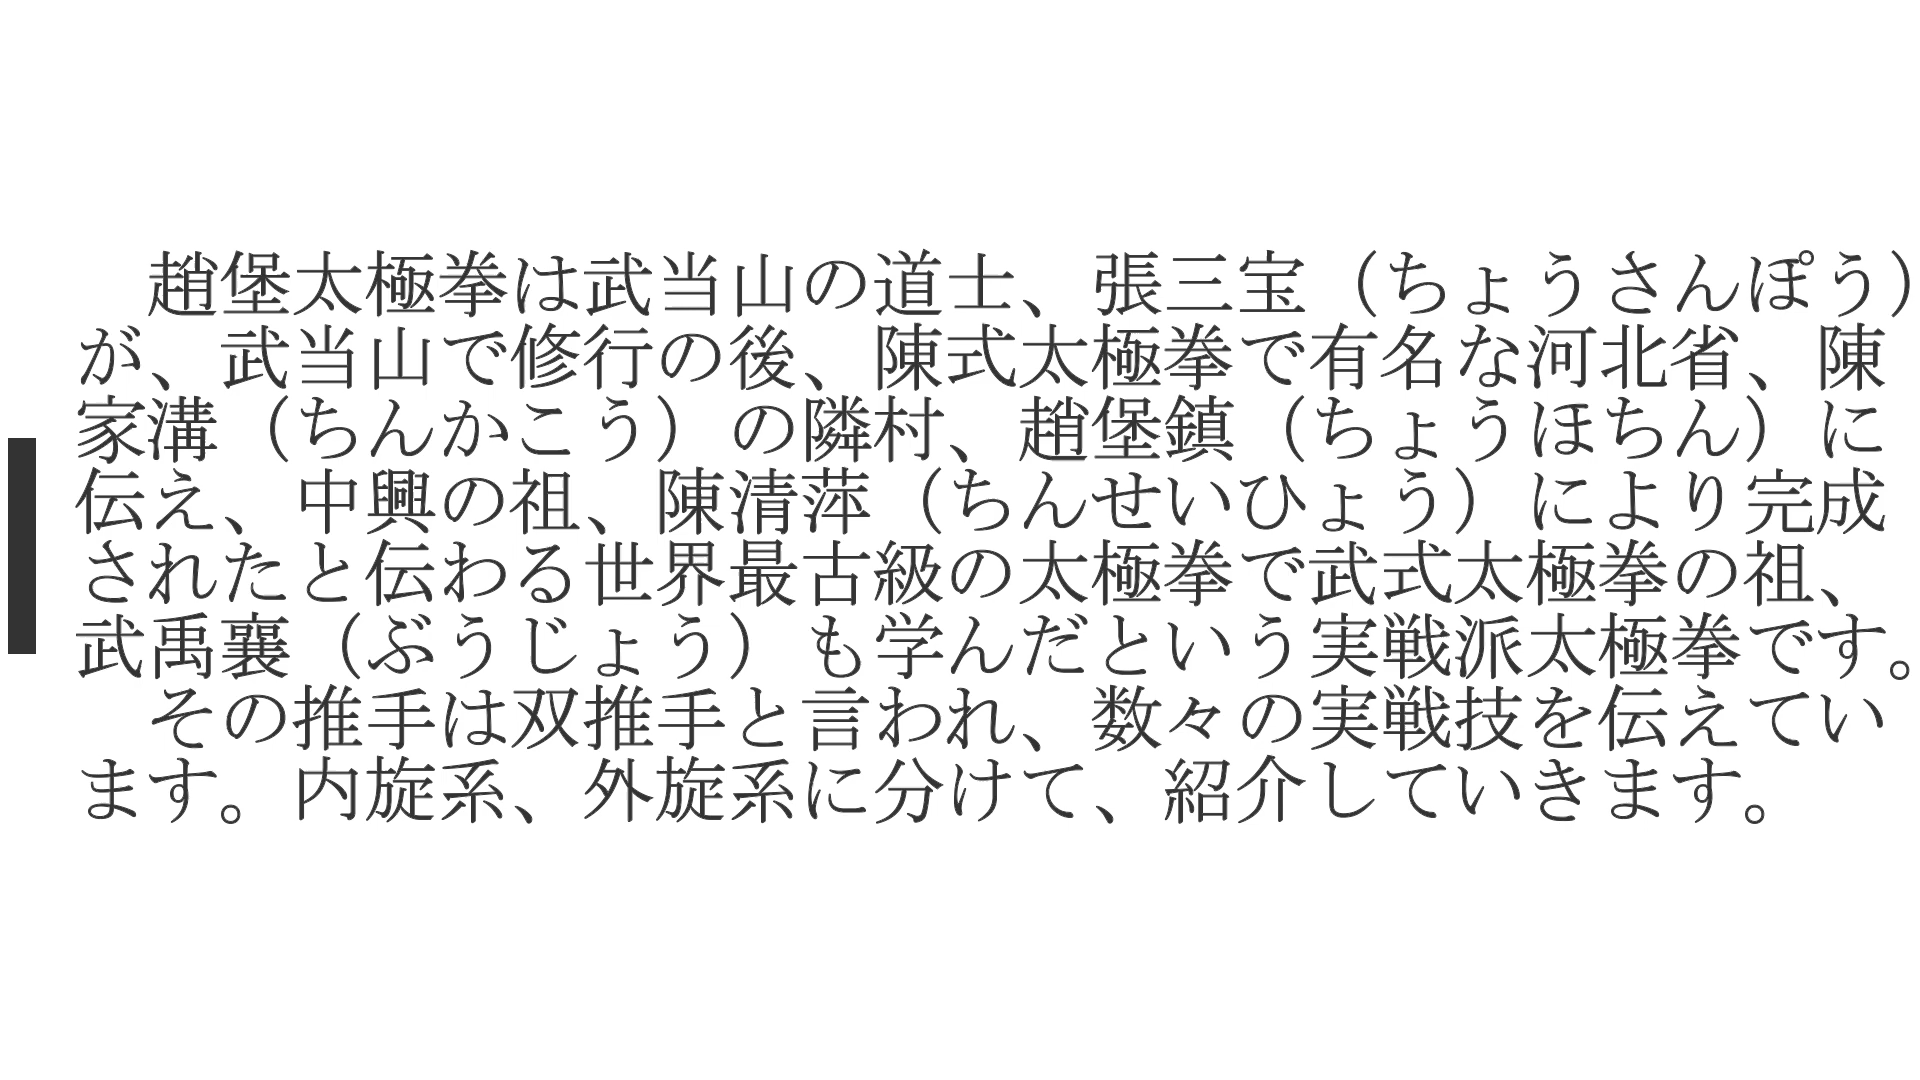 趙堡太極拳は武当山の道士、張三宝（ちょうさんぽう）
が、武当山で修行の後、陳式太極拳で有名な河北省、陳
家溝（ちんかこう）の隣村、趙堡鎮（ちょうほちん）に
伝え、中興の祖、陳清萍（ちんせいひょう）により完成
されたと伝わる世界最古級の太極拳で武式太極拳の祖、
武禹襄（ぶうじょう）も学んだという実戦派太極拳です。
　その推手は双推手と言われ、数々の実戦技を伝えてい
ます。内旋系、外旋系に分けて、紹介していきます。